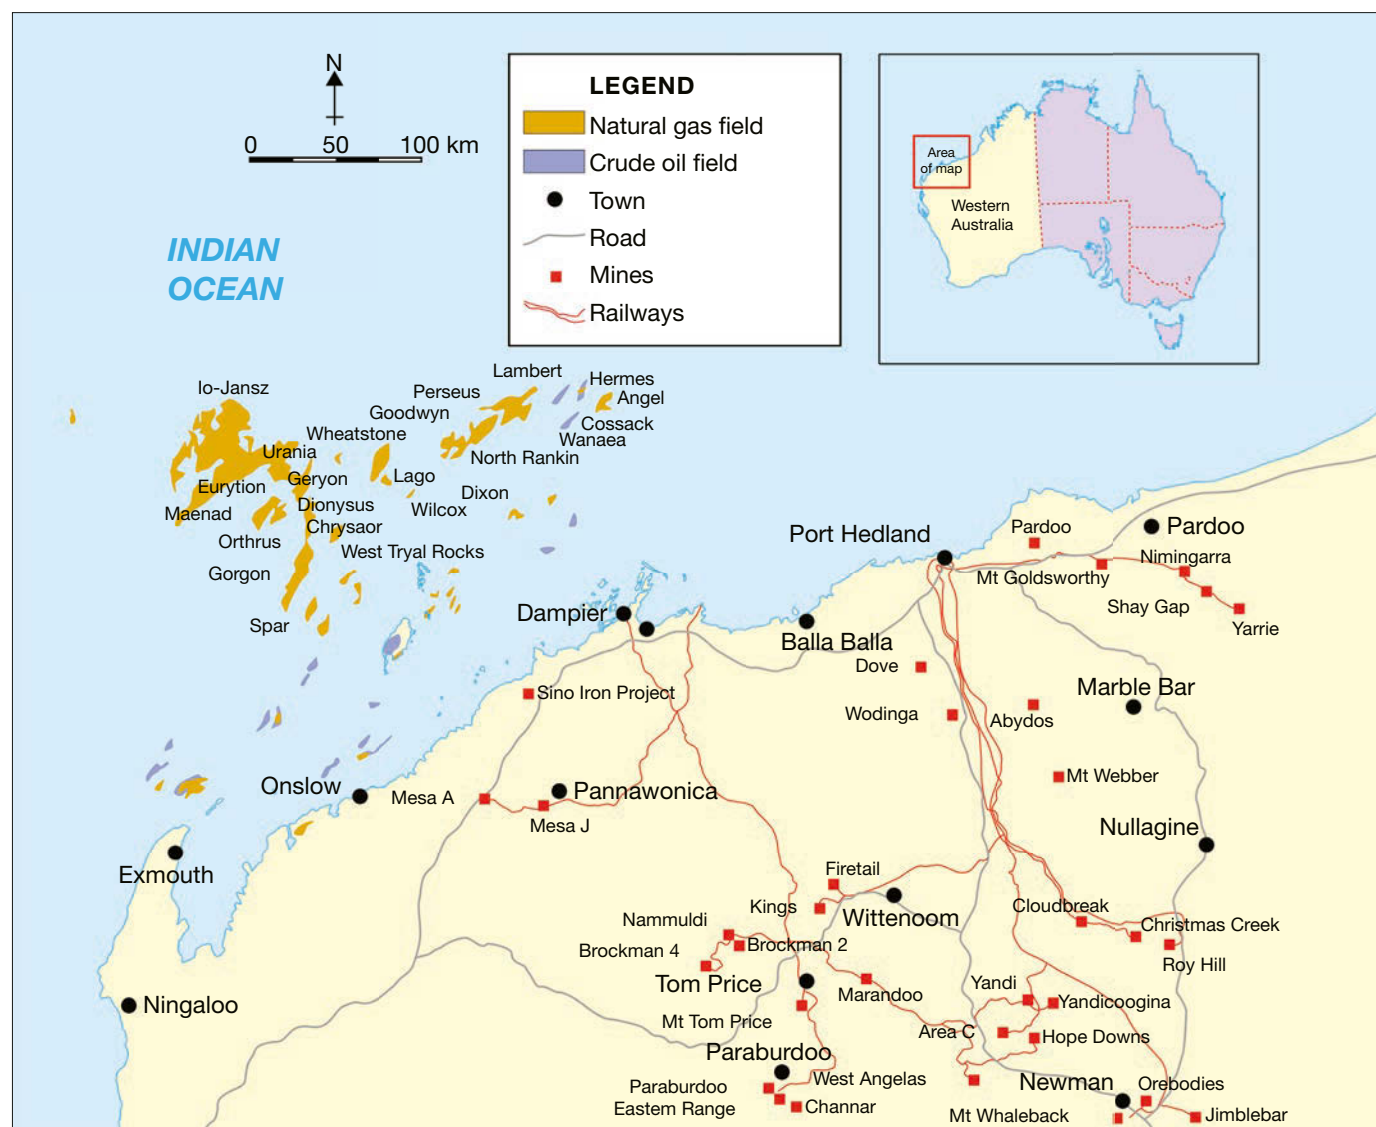 N
0 50 100 km
LEGEND
Natural gas field
Crude oil field
Town
Road
Mines
Railways
Area
of map
Western
Australia
INDIAN
OCEAN
Lambert
Hermes
Io-Jansz
Perseus
Angel
Goodwyn
Cossack
Wheatstone
Wanaea
Urania
North Rankin
Geryon
Lago
Eurytion
Dixon
Dionysus
Wilcox
Maenad
Chrysaor
Orthrus
West Tryal Rocks
Gorgon
Spar
Port Hedland
Pardoo
Pardoo
Nimingarra
Mt Goldsworthy
Shay Gap
Yarrie
Dampier
Balla Balla
Dove
Sino Iron Project
Marble Bar
Wodinga
Abydos
Mt Webber
Onslow
Mesa A
Pannawonica
Mesa J
Nullagine
Exmouth
Firetail
Kings
Wittenoom
Cloudbreak
Nammuldi
Christmas Creek
Brockman 4
Brockman 2
Roy Hill
Tom Price
Marandoo
Yandi
Yandicoogina
Ningaloo
Mt Tom Price
Area C
Hope Downs
Paraburdoo
West Angelas
Newman
Orebodies
Paraburdoo
Eastem Range
Channar
Mt Whaleback
Jimblebar